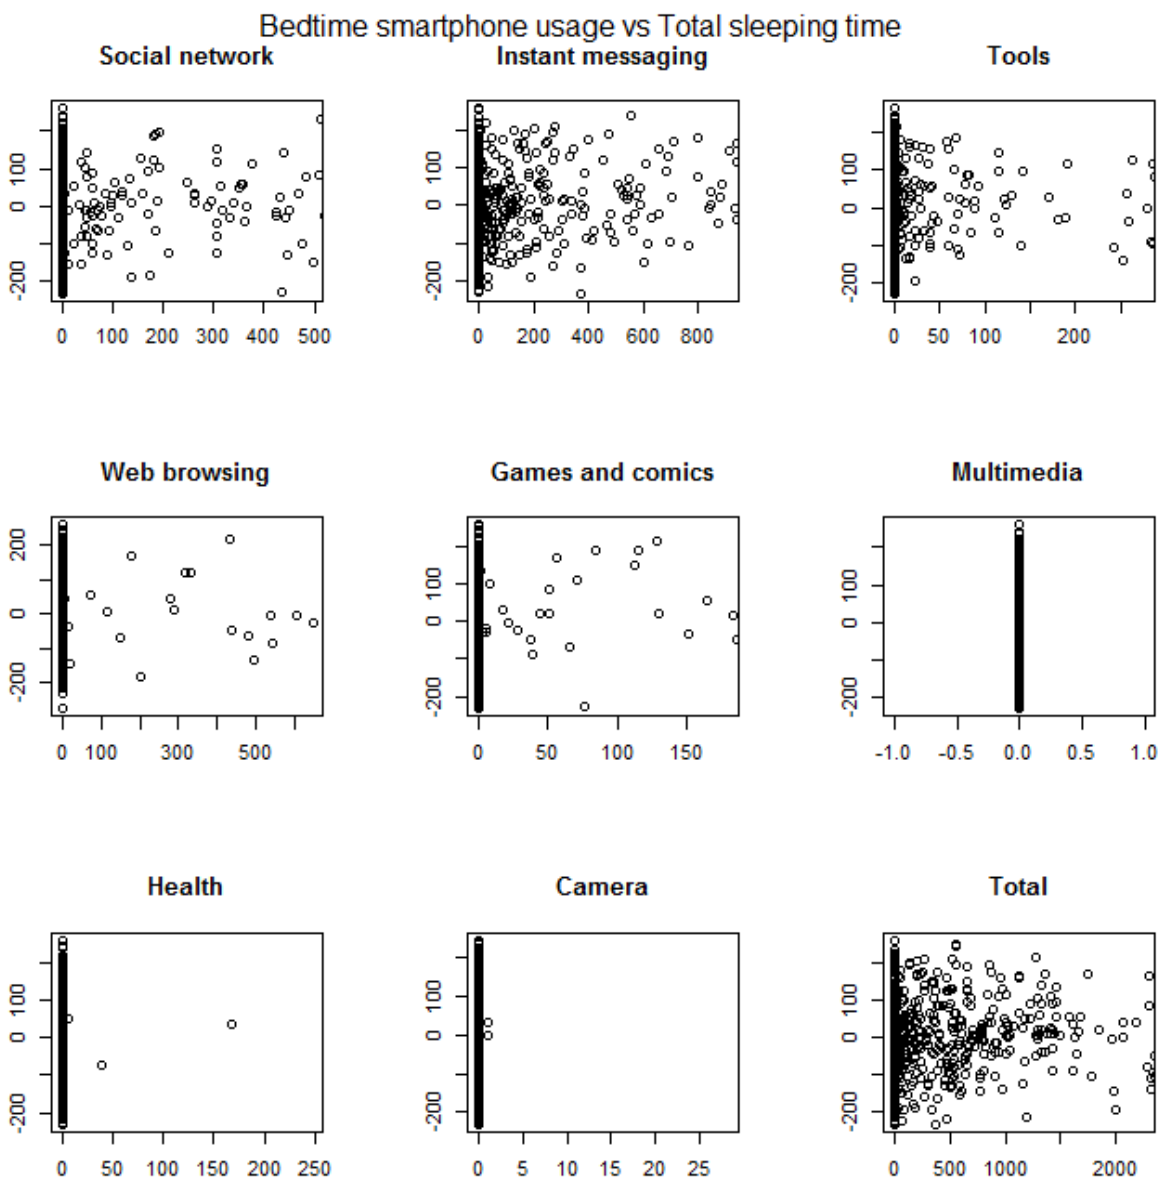 Bedtime smartphone usage vs Total sleeping time
Social network Instant messaging Tools
100 100 100
0 0 0
-200 -200 -200
0 100 200 300 400 500 0 200 400 600 800 0 50 100 200
Web browsing Games and comics Multimedia
200 100 100
0 0 0
-200 -200 -200
0 100 300 500 0 50 100 150 -1.0 -0.5 0.0 0.5 1.0
Health Camera Total
100 100 100
0 0 0
-200 -200 -200
0 50 100 150 200 250 0 5 10 15 20 25 0 500 1000 2000